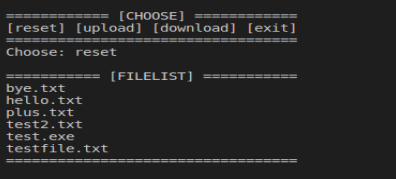 ============ [CHOOSE] ============
[reset] [upload] [download] [exit]
==================================
Choose: reset

=========== [FILELIST] ===========
bye.txt
hello.txt
plus.txt
test2.txt
test.exe
testfile.txt
==================================